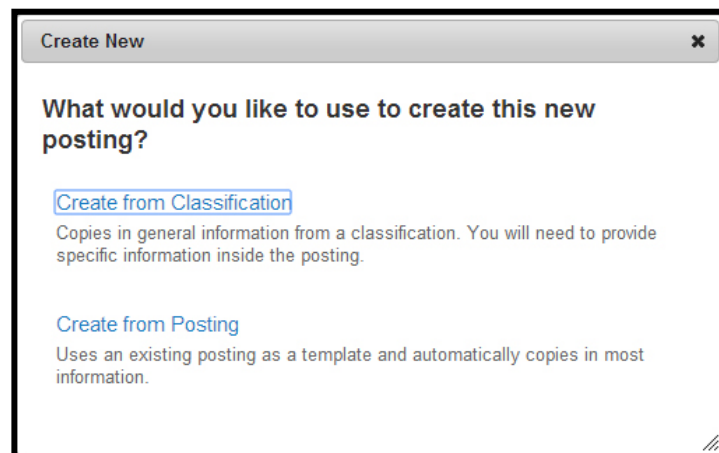 Create New
What would you like to use to create this new
posting?
Create from Classification
Copies in general information from a classification. You will need to provide
specific information inside the posting.
Create from Posting
Uses an existing posting as a template and automatically copies in most
information.